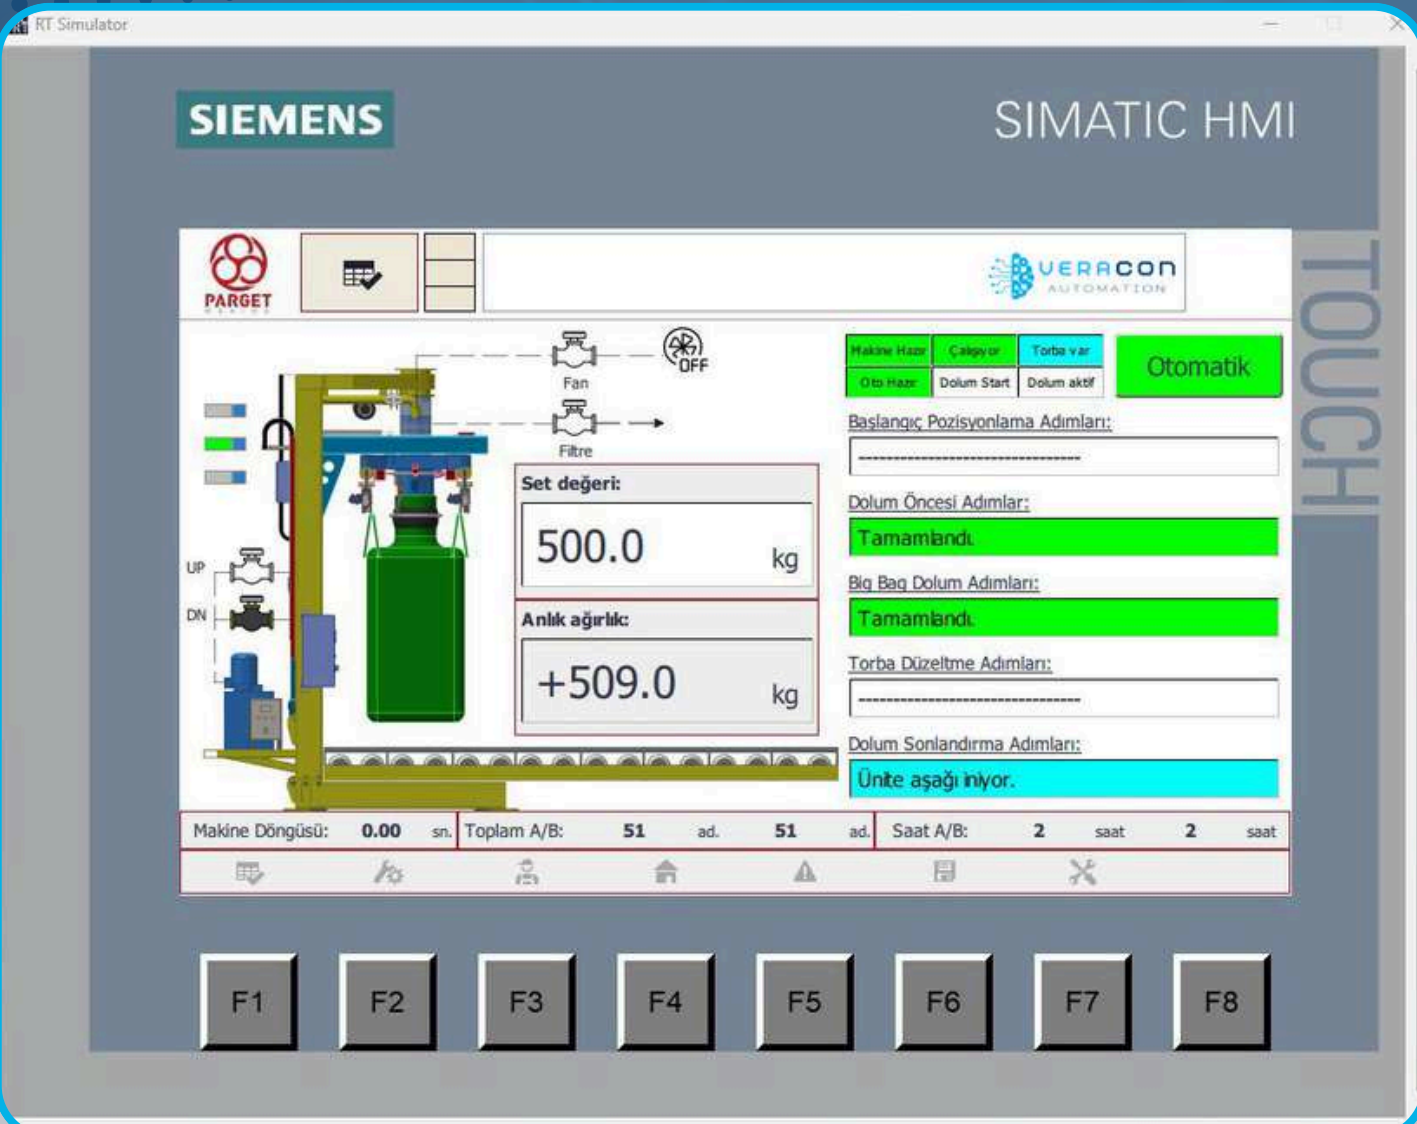 RT Simulator
SIEMENS
SIMATIC HMI
TOUCH
PARGET
MAKINE
VERACON
AUTOMATION
Fan
OFF
Filtre
UP
DN
Set değeri:
500.0 kg
Anlık ağırlık:
+509.0 kg
Makine Hazır Çalışıyor Torba var
Oto Hazır Dolum Start Dolum aktif
Otomatik
Başlangıç Pozisyonlama Adımları:
--------------------------------
Dolum Öncesi Adımlar:
Tamamlandı.
Big Bag Dolum Adımları:
Tamamlandı.
Torba Düzeltme Adımları:
--------------------------------
Dolum Sonlandırma Adımları:
Ünite aşağı iniyor.
Makine Döngüsü: 0.00 sn. Toplam A/B: 51 ad. 51 ad. Saat A/B: 2 saat 2 saat
F1 F2 F3 F4 F5 F6 F7 F8